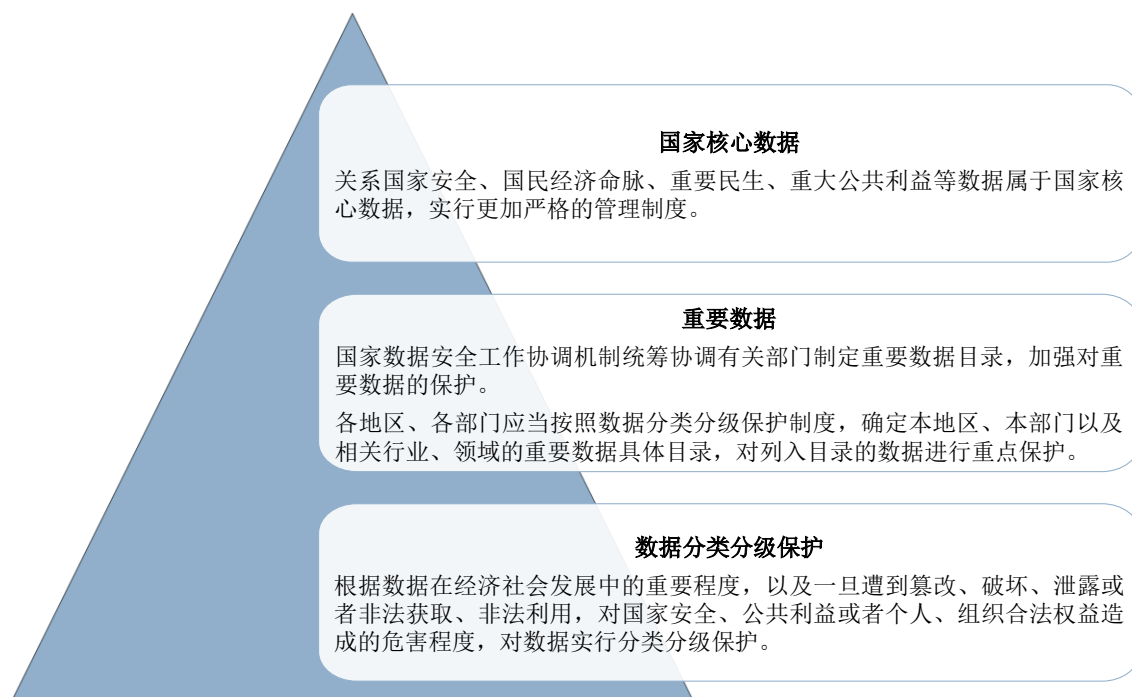 国家核心数据
关系国家安全、国民经济命脉、重要民生、重大公共利益等数据属于国家核
心数据，实行更加严格的管理制度。
重要数据
国家数据安全工作协调机制统筹协调有关部门制定重要数据目录，加强对重
要数据的保护。
各地区、各部门应当按照数据分类分级保护制度，确定本地区、本部门以及
相关行业、领域的重要数据具体目录，对列入目录的数据进行重点保护。
数据分类分级保护
根据数据在经济社会发展中的重要程度，以及一旦遭到篡改、破坏、泄露或
者非法获取、非法利用，对国家安全、公共利益或者个人、组织合法权益造
成的危害程度，对数据实行分类分级保护。